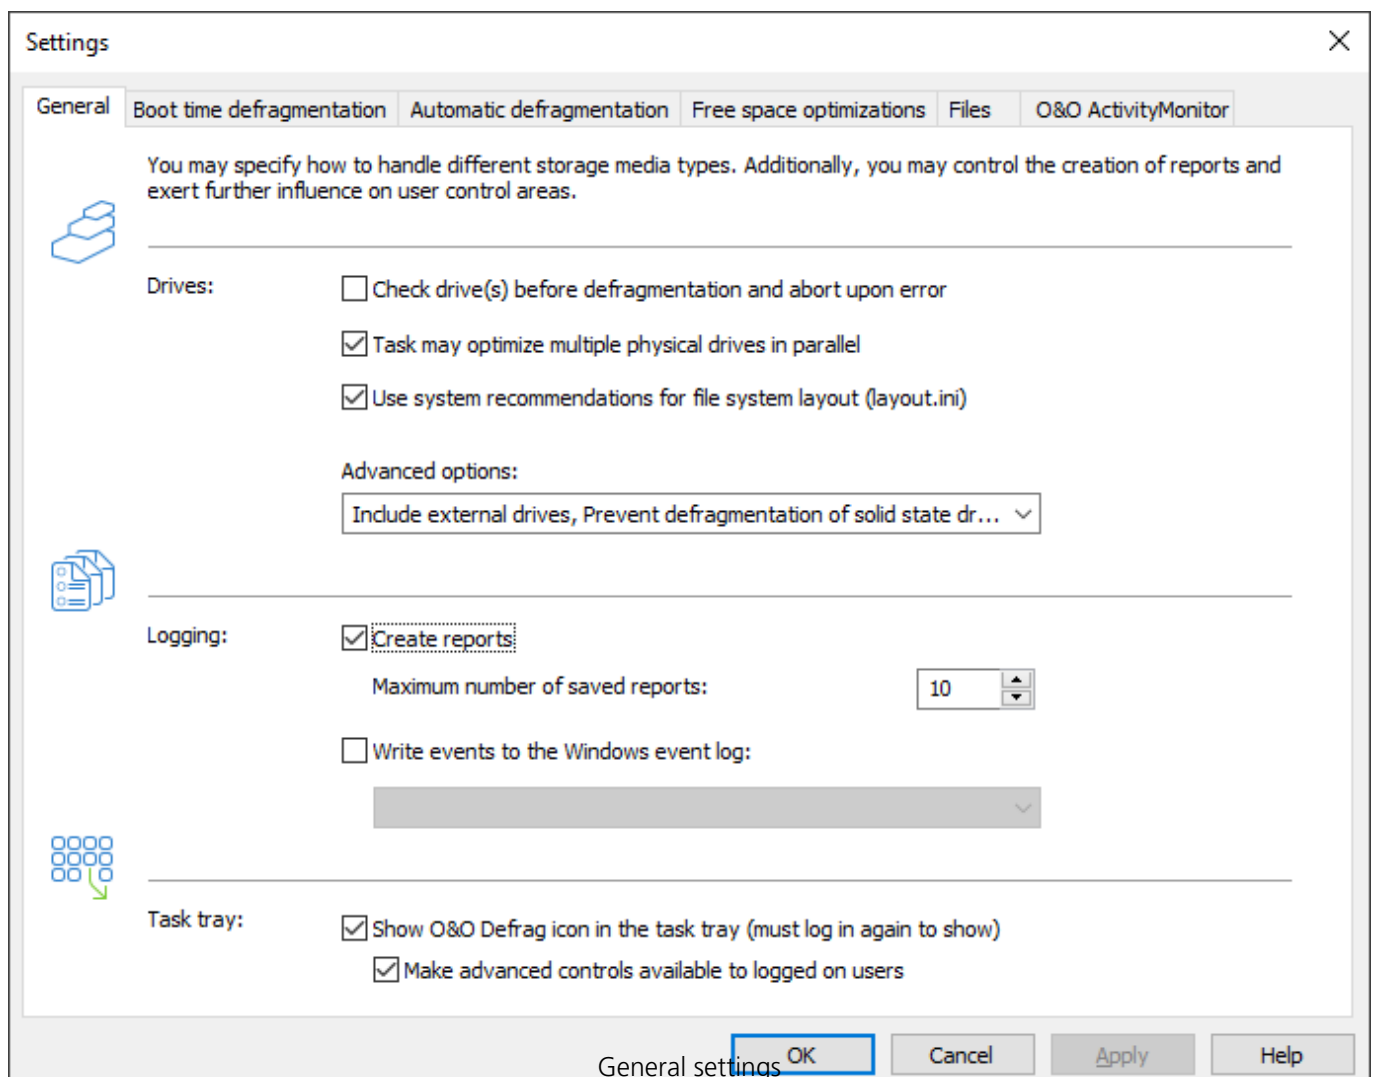 Settings
General
Boot time defragmentation
Automatic defragmentation
Free space optimizations
Files
O&O ActivityMonitor
You may specify how to handle different storage media types. Additionally, you may control the creation of reports and
exert further influence on user control areas.
Drives:
Check drive(s) before defragmentation and abort upon error
Task may optimize multiple physical drives in parallel
Use system recommendations for file system layout (layout.ini)
Advanced options:
Include external drives, Prevent defragmentation of solid state dr...
Logging:
Create reports
Maximum number of saved reports:
10
Write events to the Windows event log:
Task tray:
Show O&O Defrag icon in the task tray (must log in again to show)
Make advanced controls available to logged on users
OK
Cancel
Apply
Help
General settings